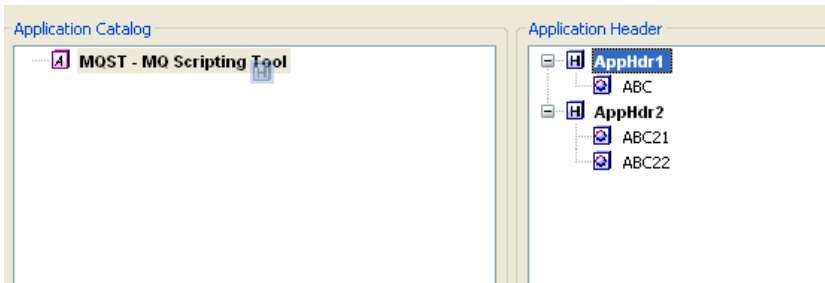 Application Catalog
MQST - MQ Scripting Tool
Application Header
AppHdr1
ABC
AppHdr2
ABC21
ABC22